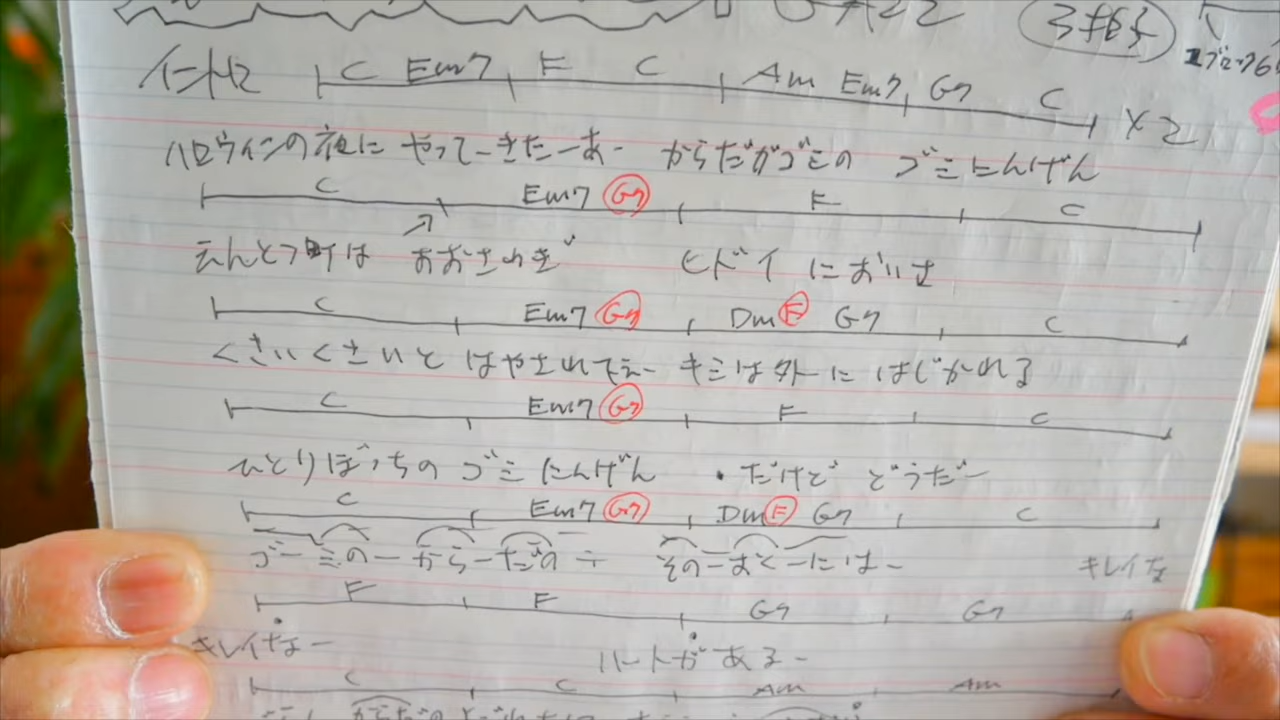 3拍子
イントロ C Em7 F C Am Em7 G7 C ×2
ハロウィンの夜に やってーきたーあー からだがゴミの ゴミにんげん
C Em7 G7 F C
えんとつ町は おおさわぎ ヒドイ においさ
C Em7 G7 Dm F G7 C
くさいくさいと はやされてえー キミは外に はじかれる
C Em7 G7 F C
ひとりぼっちの ゴミにんげん ・だけど どうだー
C Em7 G7 Dm F G7 C
ゴーミのーからーだのー そのーおくーにはー キレイな
F F G7 G7
キレイなー ハートがあるー
C C Am Am